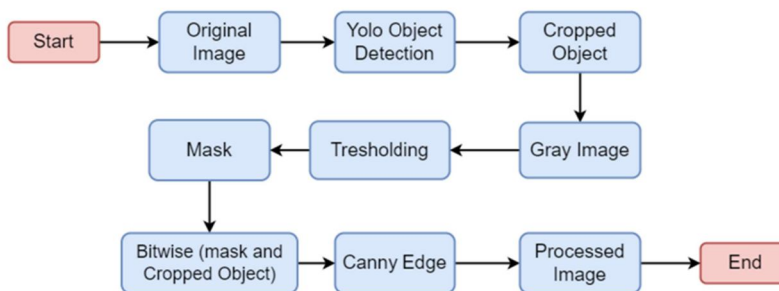 Start
Original
Image
Yolo Object
Detection
Cropped
Object
Gray Image
Tresholding
Mask
Bitwise (mask and
Cropped Object)
Canny Edge
Processed
Image
End